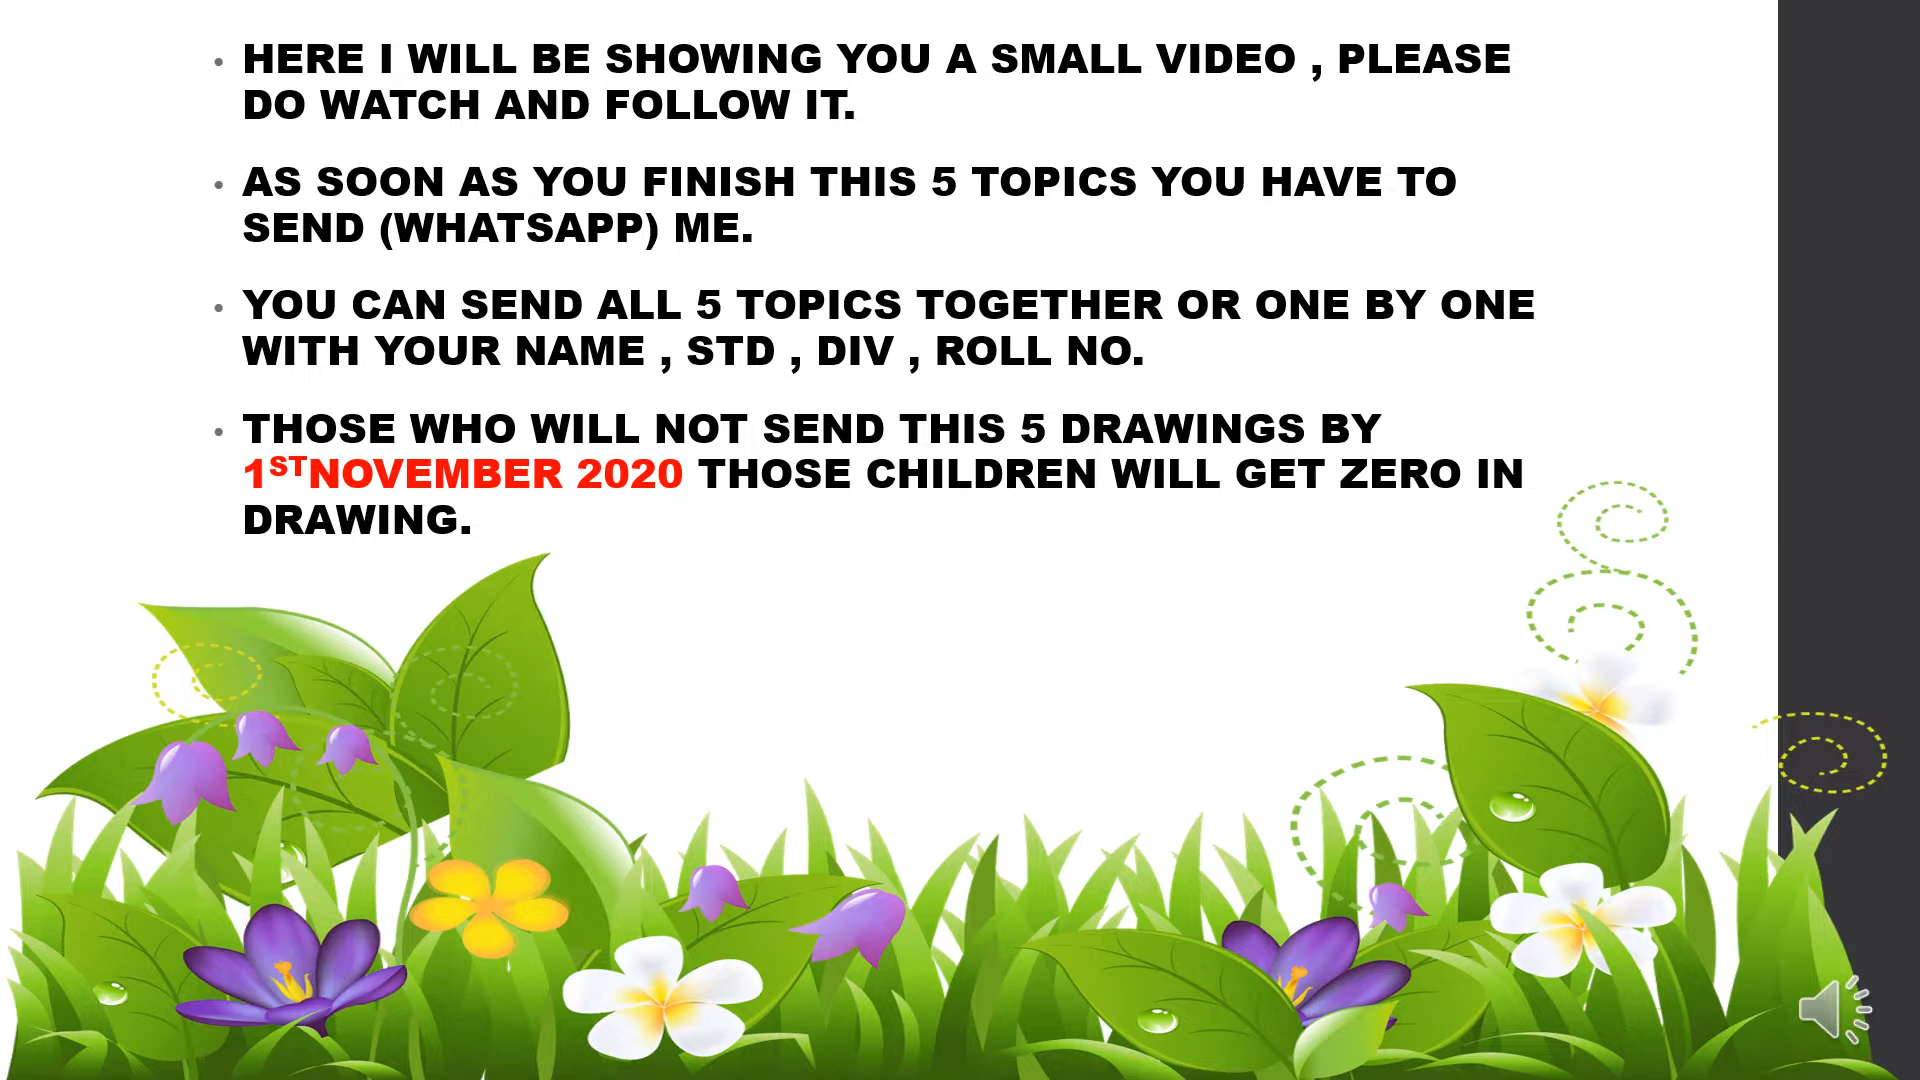 • HERE I WILL BE SHOWING YOU A SMALL VIDEO , PLEASE
DO WATCH AND FOLLOW IT.
• AS SOON AS YOU FINISH THIS 5 TOPICS YOU HAVE TO
SEND (WHATSAPP) ME.
• YOU CAN SEND ALL 5 TOPICS TOGETHER OR ONE BY ONE
WITH YOUR NAME , STD , DIV , ROLL NO.
• THOSE WHO WILL NOT SEND THIS 5 DRAWINGS BY
1STNOVEMBER 2020 THOSE CHILDREN WILL GET ZERO IN
DRAWING.